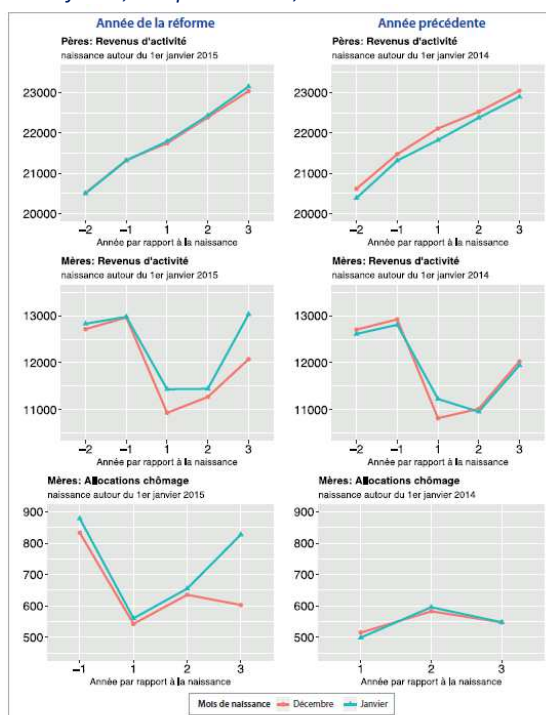 Année de la réforme
Année précédente
Pères: Revenus d'activité
naissance autour du 1er janvier 2015
23000
22000
21000
20000
−2 −1 1 2 3
Année par rapport à la naissance
Pères: Revenus d'activité
naissance autour du 1er janvier 2014
23000
22000
21000
20000
−2 −1 1 2 3
Année par rapport à la naissance
Mères: Revenus d'activité
naissance autour du 1er janvier 2015
13000
12000
11000
−2 −1 1 2 3
Année par rapport à la naissance
Mères: Revenus d'activité
naissance autour du 1er janvier 2014
13000
12000
11000
−2 −1 1 2 3
Année par rapport à la naissance
Mères: Allocations chômage
naissance autour du 1er janvier 2015
900
800
700
600
500
−1 1 2 3
Année par rapport à la naissance
Mères: Allocations chômage
naissance autour du 1er janvier 2014
900
800
700
600
500
1 2 3
Année par rapport à la naissance
Mois de naissance Décembre Janvier